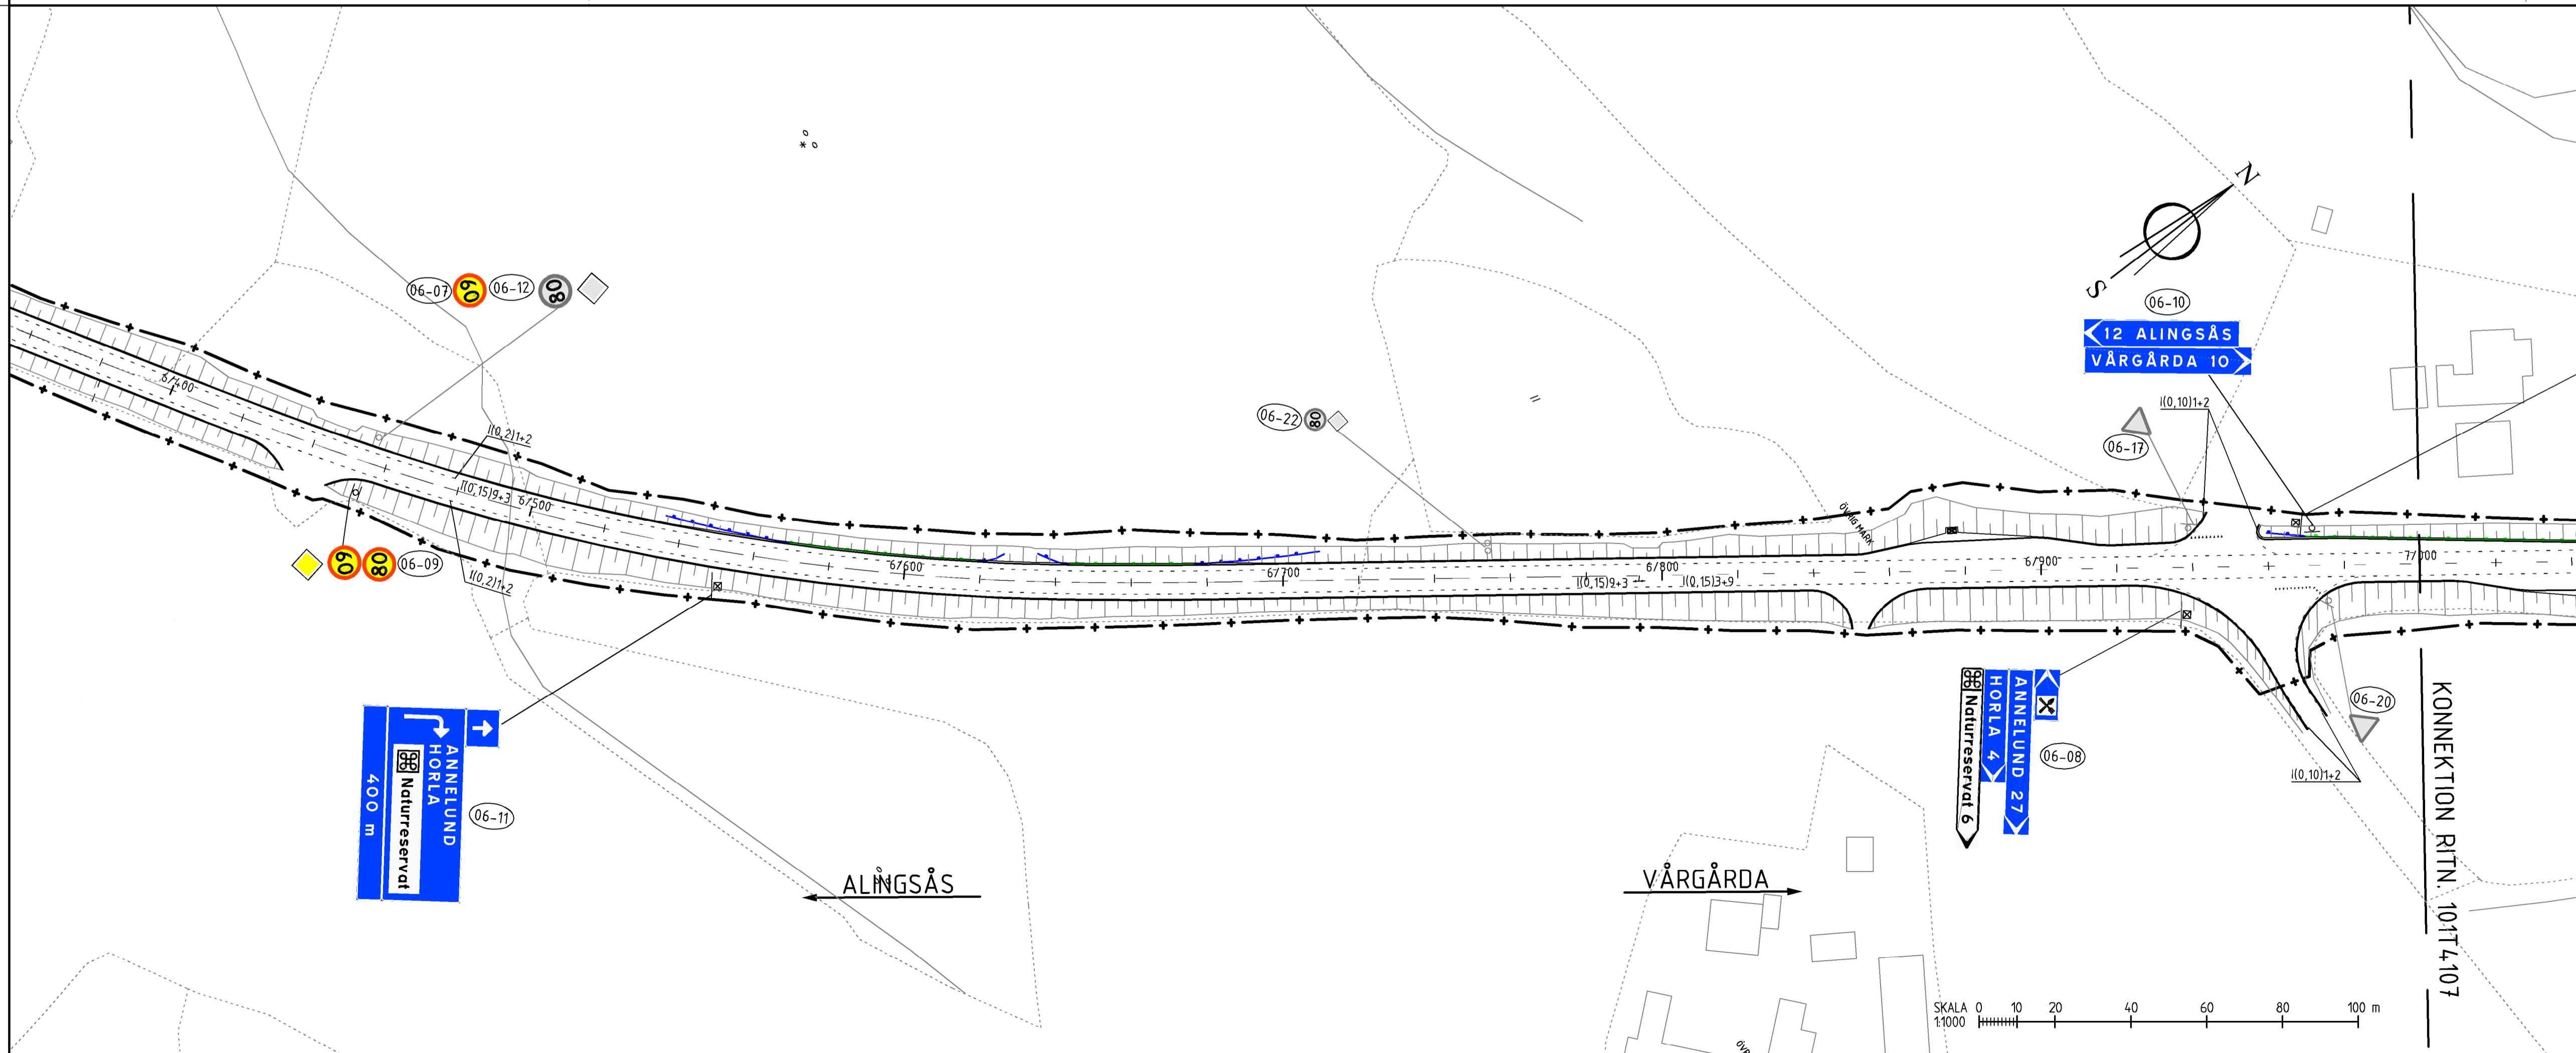 N
S
06-10
12 ALINGSÅS
VÅRGÅRDA 10
i(0,10)1+2
06-17
06-07
60
06-12
80
06-22
80
6/400
l(0,2)1+2
l(0,15)9+3
6/500
60
80
06-09
l(0,2)1+2
6/600
6/700
l(0,15)9+3
6/800
l(0,15)3+9
ÖVRIG MARK
6/900
7/000
ANNELUND
HORLA
Naturreservat
400 m
06-11
ANNELUND 27
HORLA 4
Naturreservat 6
06-08
06-20
i(0,10)1+2
ALINGSÅS
VÅRGÅRDA
KONNEKTION RITN. 101T4107
SKALA
1:1000
0 10 20 40 60 80 100 m